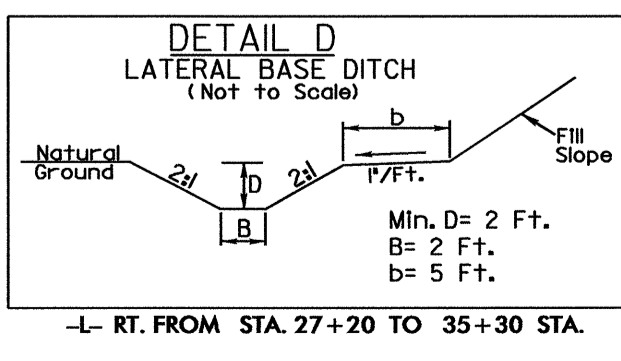 DETAIL D
LATERAL BASE DITCH
(Not to Scale)
b
Natural
Ground
2:1
D
2:1
1"/Ft.
Fill
Slope
B
Min. D= 2 Ft.
B= 2 Ft.
b= 5 Ft.
-L- RT. FROM STA. 27+20 TO 35+30 STA.